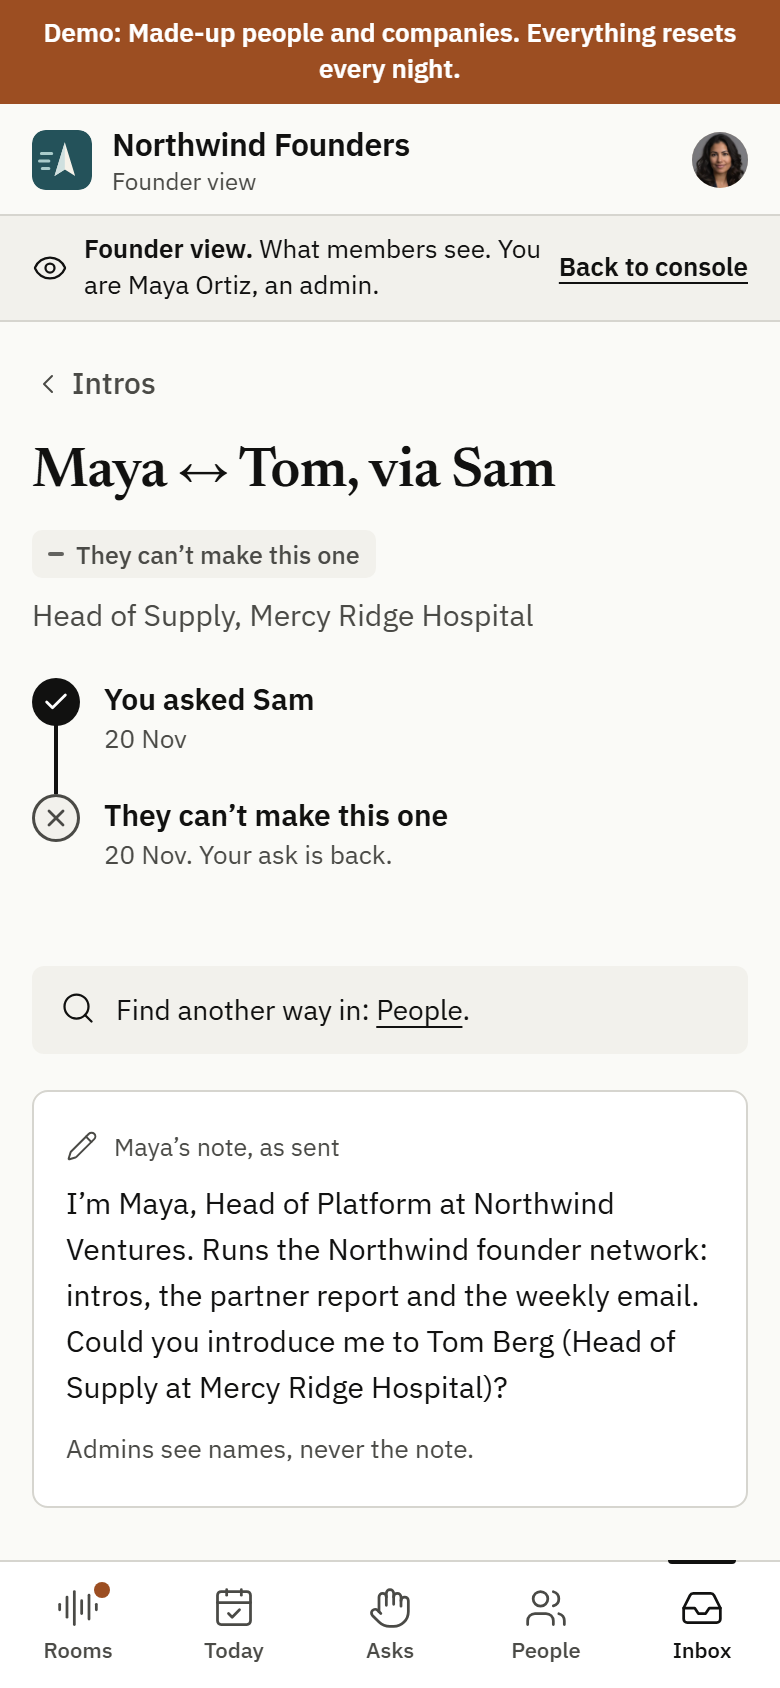 Demo: Made-up people and companies. Everything resets
every night.
Northwind Founders
Founder view
Founder view. What members see. You
are Maya Ortiz, an admin.
Back to console
Intros
Maya ↔ Tom, via Sam
They can’t make this one
Head of Supply, Mercy Ridge Hospital
You asked Sam
20 Nov
They can’t make this one
20 Nov. Your ask is back.
Find another way in: People.
Maya’s note, as sent
I’m Maya, Head of Platform at Northwind
Ventures. Runs the Northwind founder network:
intros, the partner report and the weekly email.
Could you introduce me to Tom Berg (Head of
Supply at Mercy Ridge Hospital)?
Admins see names, never the note.
Rooms
Today
Asks
People
Inbox